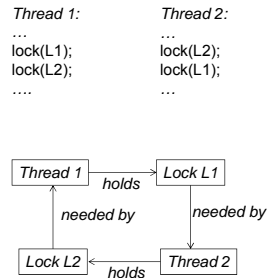 Thread 1: Thread 2:
... ...
lock(L1); lock(L2);
lock(L2); lock(L1);
.... ...
Thread 1 holds Lock L1
needed by needed by
Lock L2 holds Thread 2